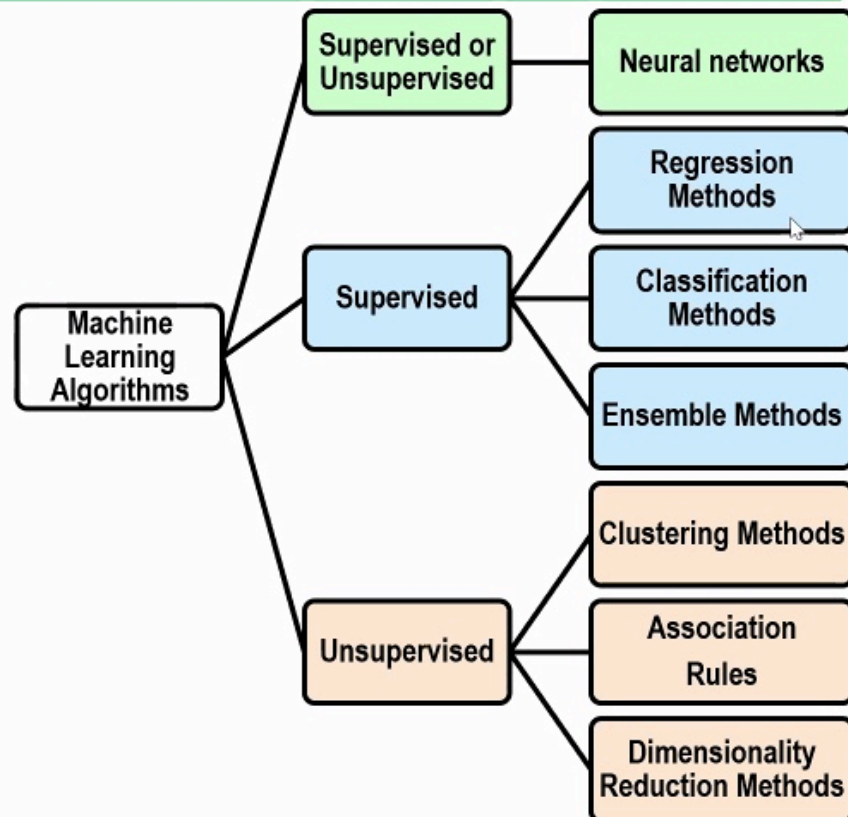 Supervised or
Unsupervised
Neural networks
Regression
Methods
Supervised
Classification
Methods
Machine
Learning
Algorithms
Ensemble Methods
Clustering Methods
Unsupervised
Association
Rules
Dimensionality
Reduction Methods